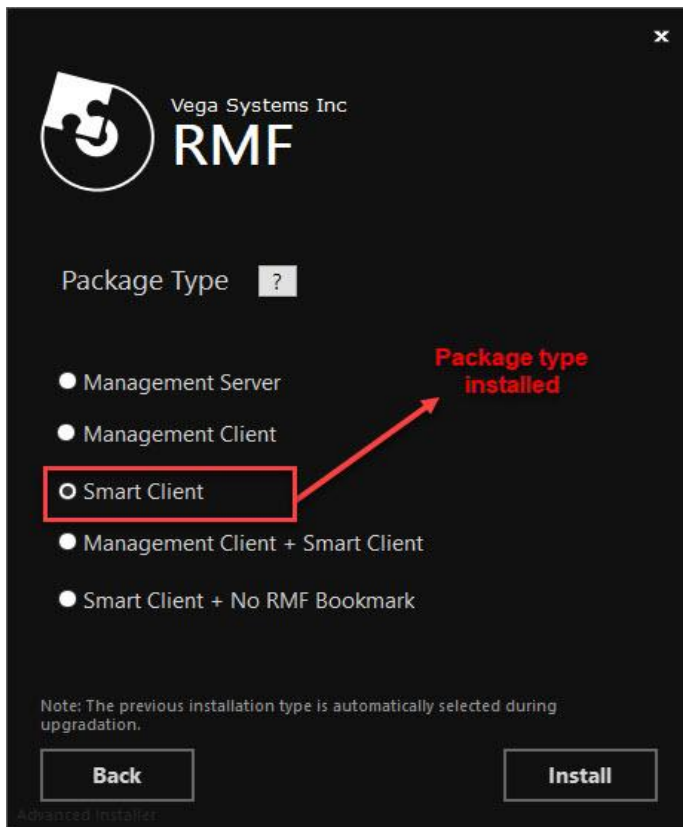 x
Vega Systems Inc
RMF
Package Type ?
Package type
installed
Management Server
Management Client
Smart Client
Management Client + Smart Client
Smart Client + No RMF Bookmark
Note: The previous installation type is automatically selected during
upgradation.
Back Install
Advanced Installer